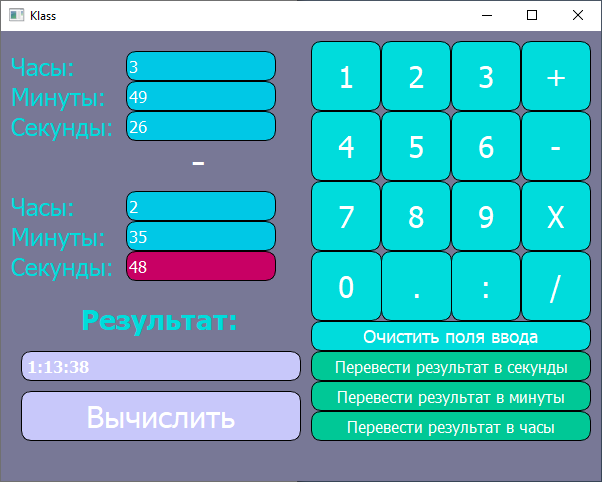 Klass
Часы: 3
Минуты: 49
Секунды: 26
-
Часы: 2
Минуты: 35
Секунды: 48
Результат:
1:13:38
Вычислить
1 2 3 +
4 5 6 -
7 8 9 X
0 . : /
Очистить поля ввода
Перевести результат в секунды
Перевести результат в минуты
Перевести результат в часы